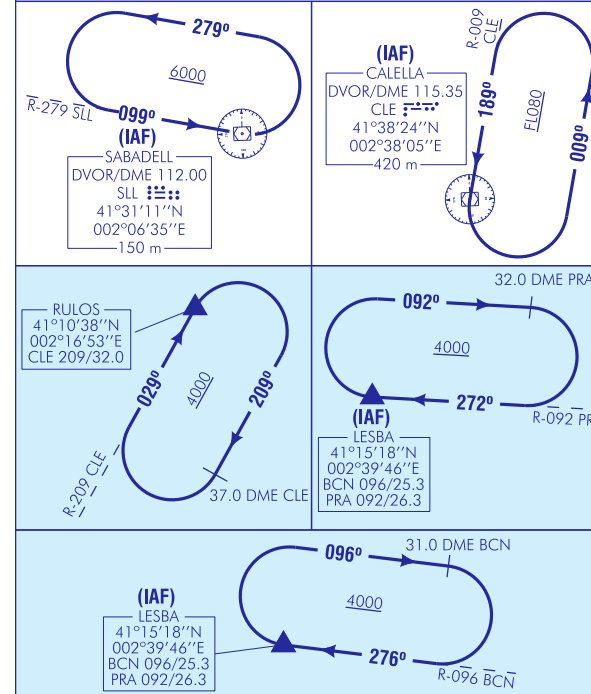 279º
6000
R-279 SLL
099º
(IAF)
SABADELL
DVOR/DME 112.00
SLL
41°31'11''N
002°06'35''E
150 m
R-009
CLE
(IAF)
CALELLA
DVOR/DME 115.35
CLE
41°38'24''N
002°38'05''E
420 m
189º
FL080
009º
RULOS
41°10'38''N
002°16'53''E
CLE 209/32.0
029º
4000
209º
R-209 CLE
37.0 DME CLE
32.0 DME PRA
092º
4000
272º
R-092 PR
(IAF)
LESBA
41°15'18''N
002°39'46''E
BCN 096/25.3
PRA 092/26.3
31.0 DME BCN
096º
4000
276º
R-096 BCN
(IAF)
LESBA
41°15'18''N
002°39'46''E
BCN 096/25.3
PRA 092/26.3